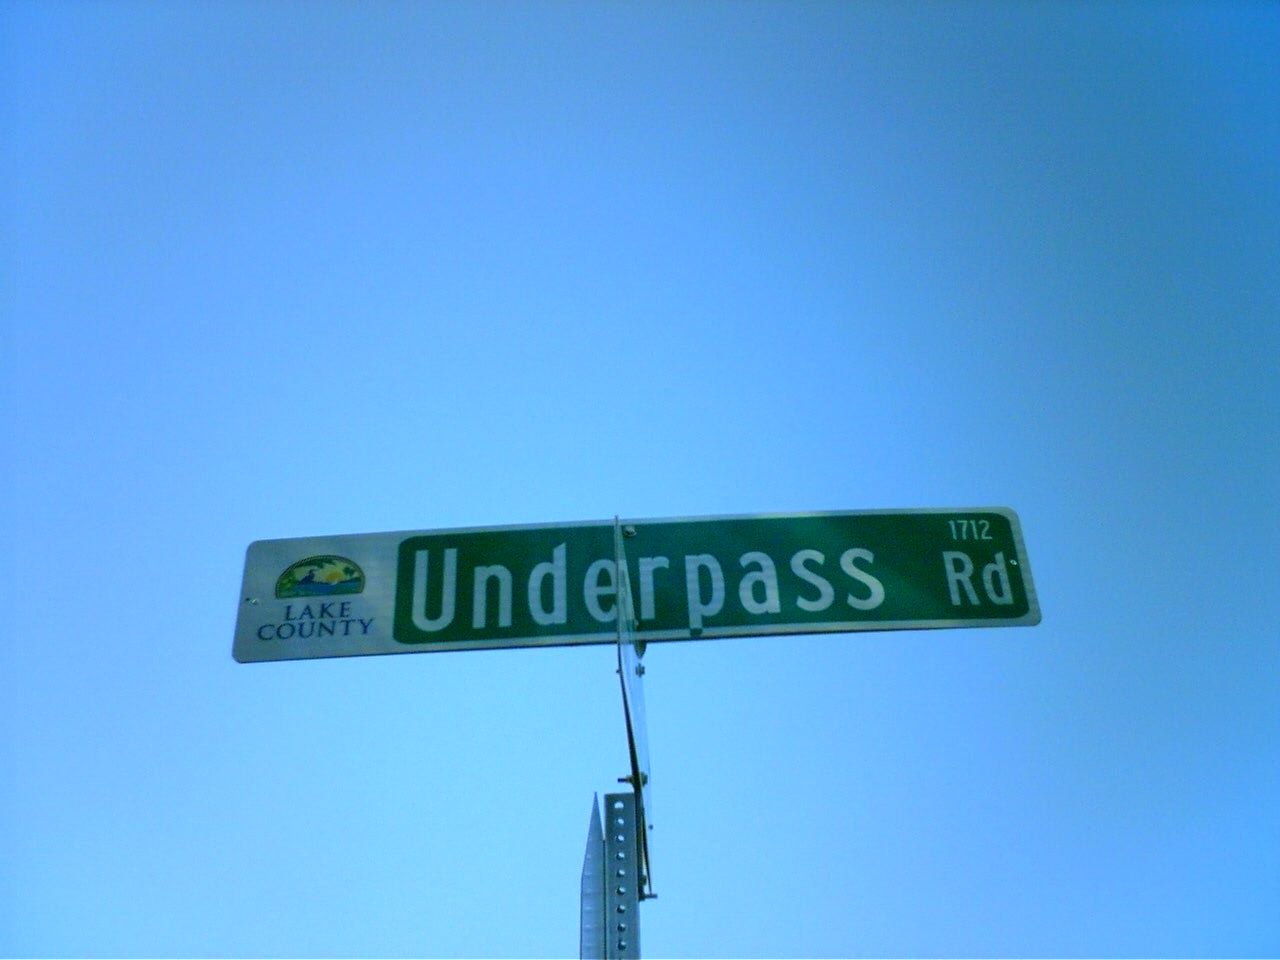 LAKE
COUNTY
Underpass Rd
1712